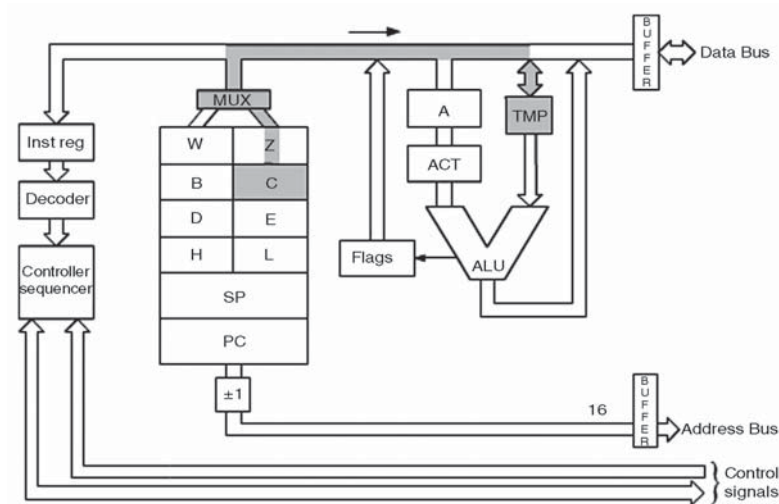 BUFFER
Data Bus
MUX
TMP
A
W
Z
Inst reg
ACT
B
C
Decoder
D
E
H
L
Flags
ALU
Controller
sequencer
SP
PC
±1
16
BUFFER
Address Bus
Control
signals